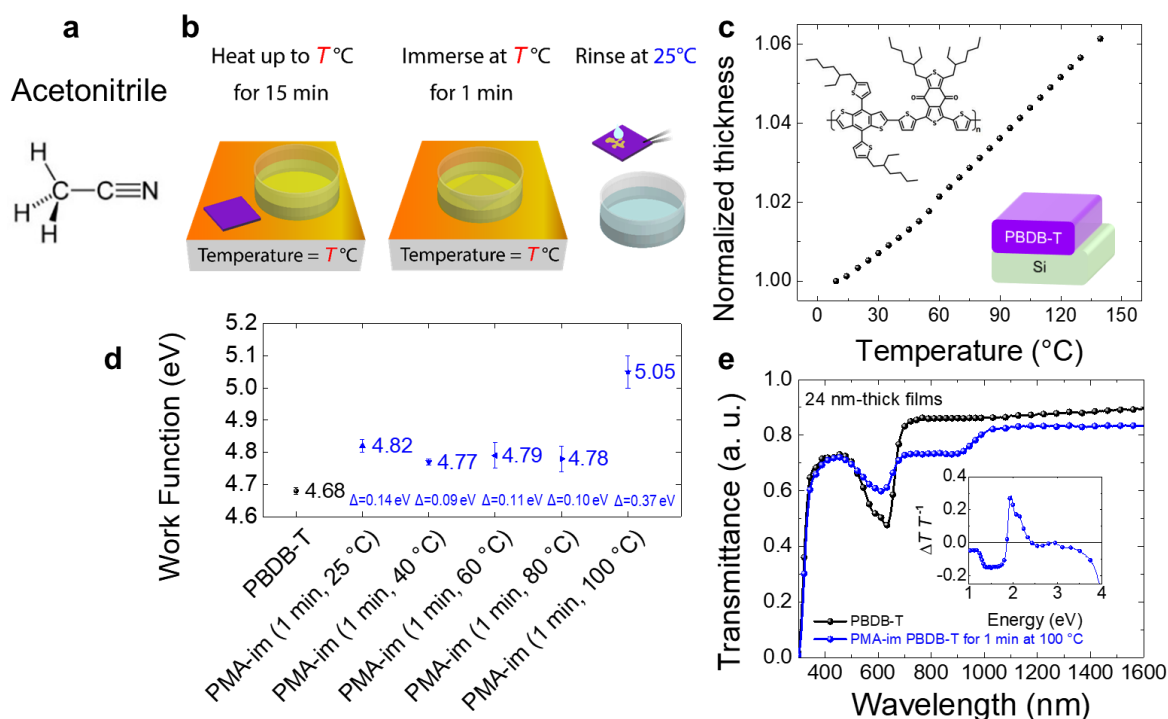 a
Acetonitrile
H
H
H
C
C≡N
b
Heat up to T °C
for 15 min
Immerse at T °C
for 1 min
Rinse at 25°C
Temperature = T °C
Temperature = T °C
c
Normalized thickness
1.06
1.04
1.02
1.00
0 30 60 90 120 150
Temperature (°C)
S
S
S
S
S
S
S
S
O
O
n
PBDB-T
Si
d
Work Function (eV)
5.2
5.1
5.0
4.9
4.8
4.7
4.6
4.68
4.82
4.77
4.79
4.78
5.05
Δ=0.14 eV
Δ=0.09 eV
Δ=0.11 eV
Δ=0.10 eV
Δ=0.37 eV
PBDB-T
PMA-im (1 min, 25 °C)
PMA-im (1 min, 40 °C)
PMA-im (1 min, 60 °C)
PMA-im (1 min, 80 °C)
PMA-im (1 min, 100 °C)
e
Transmittance (a. u.)
1.0
0.8
0.6
0.4
0.2
0.0
24 nm-thick films
Δ T T⁻¹
0.4
0.2
0.0
-0.2
1 2 3 4
Energy (eV)
PBDB-T
PMA-im PBDB-T for 1 min at 100 °C
400 600 800 1000 1200 1400 1600
Wavelength (nm)